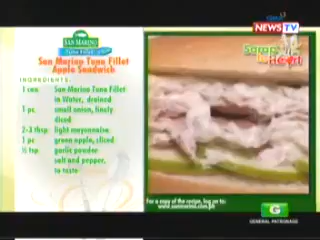 SAN MARINO
San Marino Tuna Fillet
Apple Sandwich
INGREDIENTS:
1 can San Marino Tuna Fillet
in Water, drained
1 pc small onion, finely
diced
2-3 tbsp light mayonnaise
1 pc green apple, sliced
½ tsp garlic powder
salt and pepper,
to taste
NEWS TV
For a copy of the recipe, log on to:
www.sanmarino.com.ph
G
GENERAL PATRONAGE